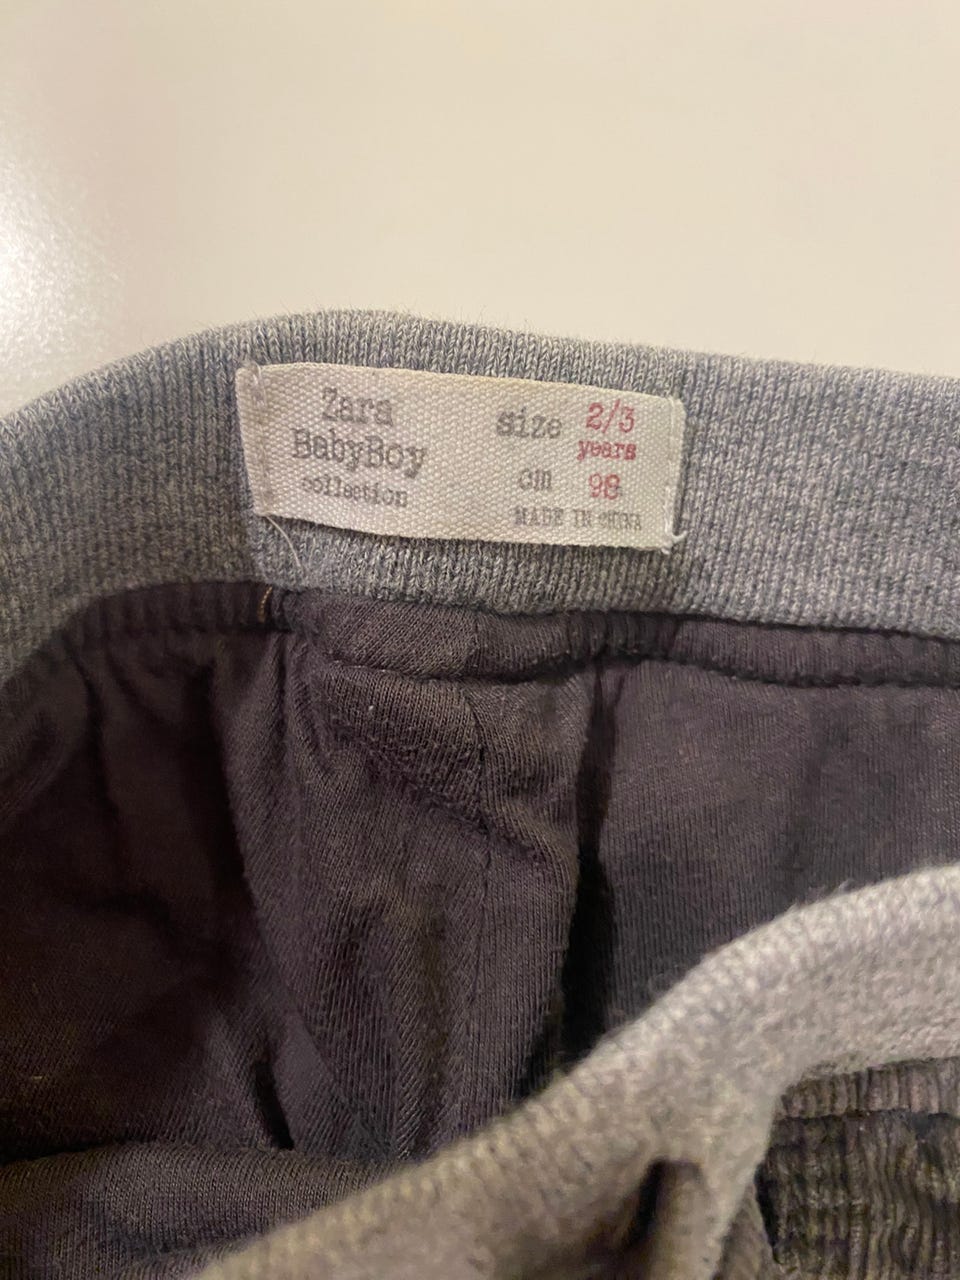 Zara
BabyBoy
collection
size 2/3
years
cm 98
MADE IN CHINA